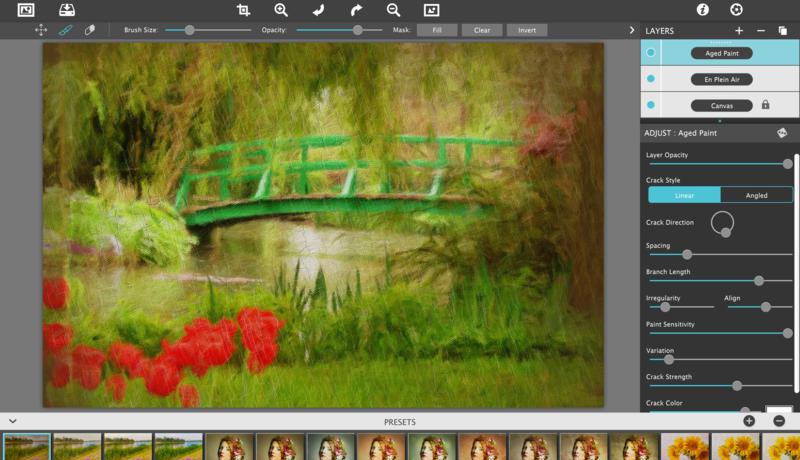 Brush Size: Opacity: Mask: Fill Clear Invert
LAYERS
Aged Paint
En Plein Air
Canvas
ADJUST : Aged Paint
Layer Opacity
Crack Style
Linear Angled
Crack Direction
Spacing
Branch Length
Irregularity Align
Paint Sensitivity
Variation
Crack Strength
Crack Color
PRESETS